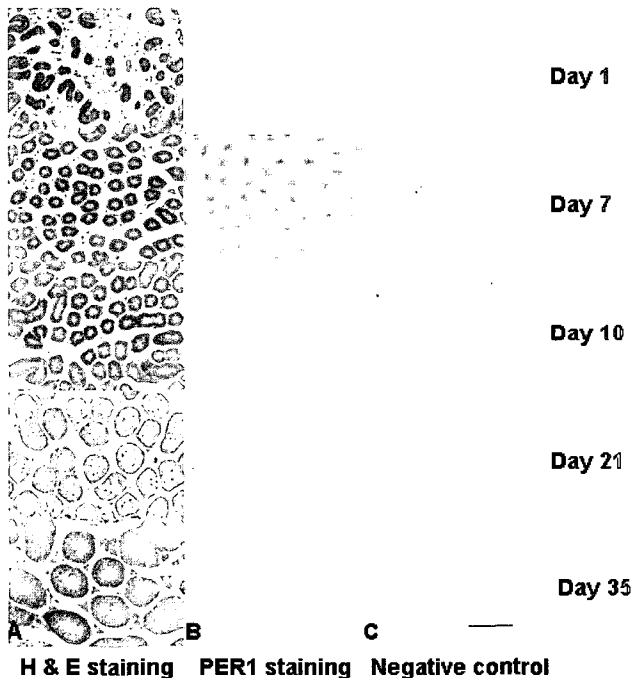 Day 1
Day 7
Day 10
Day 21
Day 35
A B C
H & E staining PER1 staining Negative control